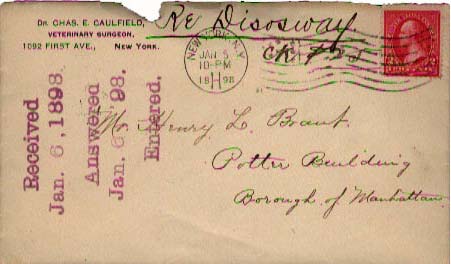 DR. CHAS. E. CAULFIELD,
VETERINARY SURGEON,
1092 FIRST AVE., NEW YORK.
Re Disosway
NEW YORK, N.Y.
JAN 5
10-PM
1898
H
Received
Jan. 6, 1898.
Answered
Jan. 6 98.
Entered.
Mr. Henry L. Brant.
Potter Building
Borough of Manhattan